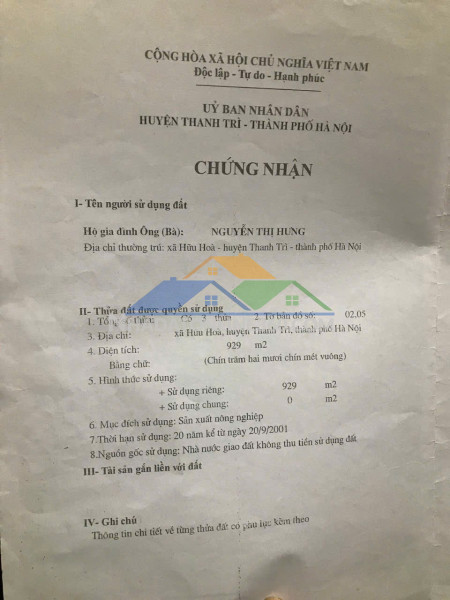 CỘNG HÒA XÃ HỘI CHỦ NGHĨA VIỆT NAM
Độc lập - Tự do - Hạnh phúc
UỶ BAN NHÂN DÂN
HUYỆN THANH TRÌ - THÀNH PHỐ HÀ NỘI
CHỨNG NHẬN
I- Tên người sử dụng đất
Hộ gia đình Ông (Bà): NGUYỄN THỊ HUNG
Địa chỉ thường trú: xã Hữu Hoà - huyện Thanh Trì - thành phố Hà Nội
II- Thửa đất được quyền sử dụng
1. Tổng số thửa: Có 3 thửa 2. Tờ bản đồ số: 02.05
3. Địa chỉ: xã Hữu Hoà, huyện Thanh Trì, thành phố Hà Nội
4. Diện tích: 929 m2
Bằng chữ: (Chín trăm hai mươi chín mét vuông)
5. Hình thức sử dụng:
+ Sử dụng riêng: 929 m2
+ Sử dụng chung: 0 m2
6. Mục đích sử dụng: Sản xuất nông nghiệp
7.Thời hạn sử dụng: 20 năm kể từ ngày 20/9/2001
8.Nguồn gốc sử dụng: Nhà nước giao đất không thu tiền sử dụng đất
III- Tài sản gắn liền với đất
IV- Ghi chú
Thông tin chi tiết về từng thửa đất có phụ lục kèm theo